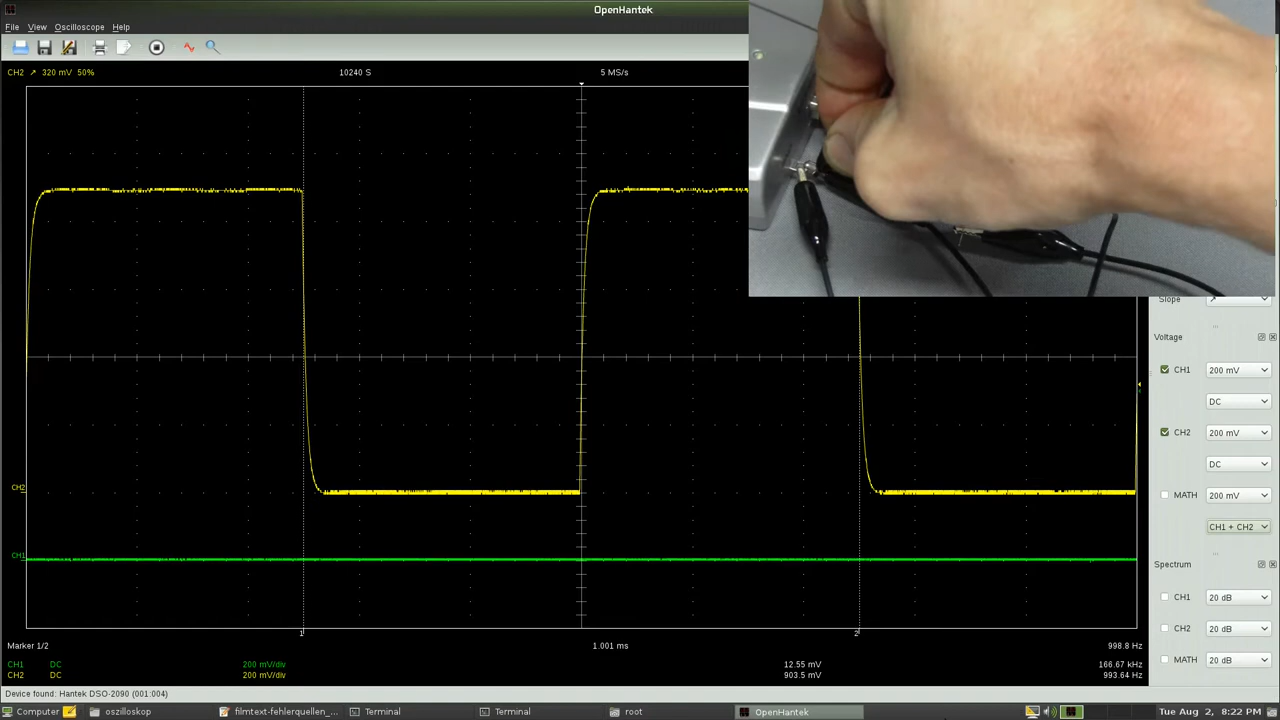 OpenHantek
File View Oscilloscope Help
CH2 ↗ 320 mV 50% 10240 S 5 MS/s
Slope ↗
Voltage
CH1 200 mV
DC
CH2 200 mV
DC
MATH 200 mV
CH1 + CH2
Spectrum
CH1 20 dB
CH2 20 dB
MATH 20 dB
CH2
CH1
1 2
Marker 1/2 1.001 ms 998.8 Hz
CH1 DC 200 mV/div 12.55 mV 166.67 kHz
CH2 DC 200 mV/div 903.5 mV 993.64 Hz
Device found: Hantek DSO-2090 (001:004)
Computer oszilloskop filmtext-fehlerquellen_... Terminal Terminal root OpenHantek Tue Aug 2, 8:22 PM